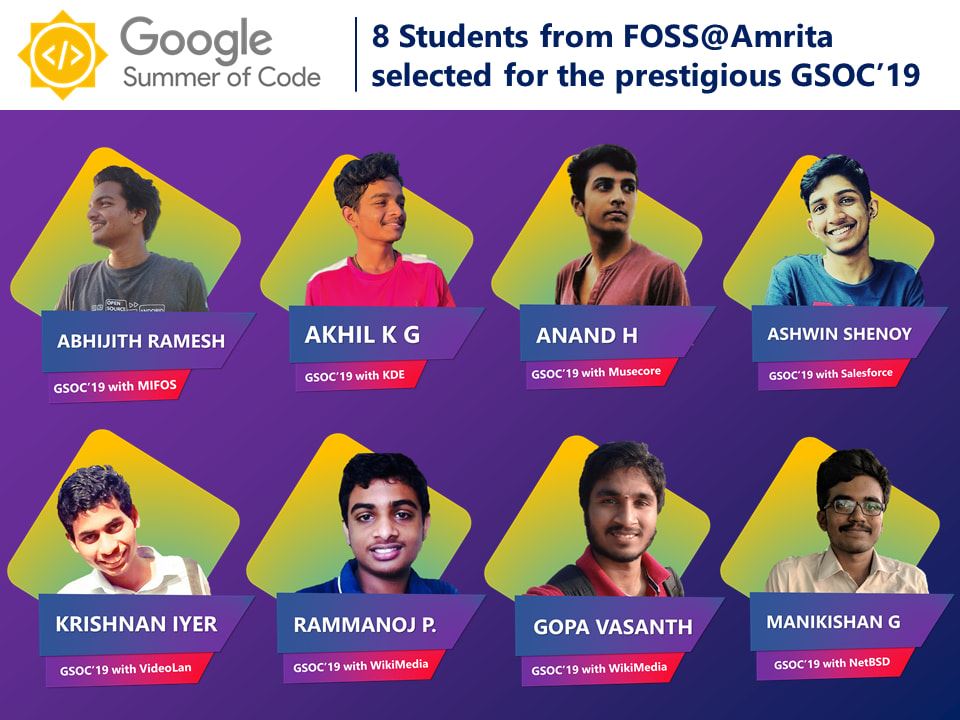 </>
Google
Summer of Code
8 Students from FOSS@Amrita
selected for the prestigious GSOC’19
OPEN
SOURCE
ABHIJITH RAMESH
GSOC’19 with MIFOS
AKHIL K G
GSOC’19 with KDE
ANAND H
GSOC’19 with Musecore
ASHWIN SHENOY
GSOC’19 with Salesforce
KRISHNAN IYER
GSOC’19 with VideoLan
RAMMANOJ P.
GSOC’19 with WikiMedia
GOPA VASANTH
GSOC’19 with WikiMedia
MANIKISHAN G
GSOC’19 with NetBSD